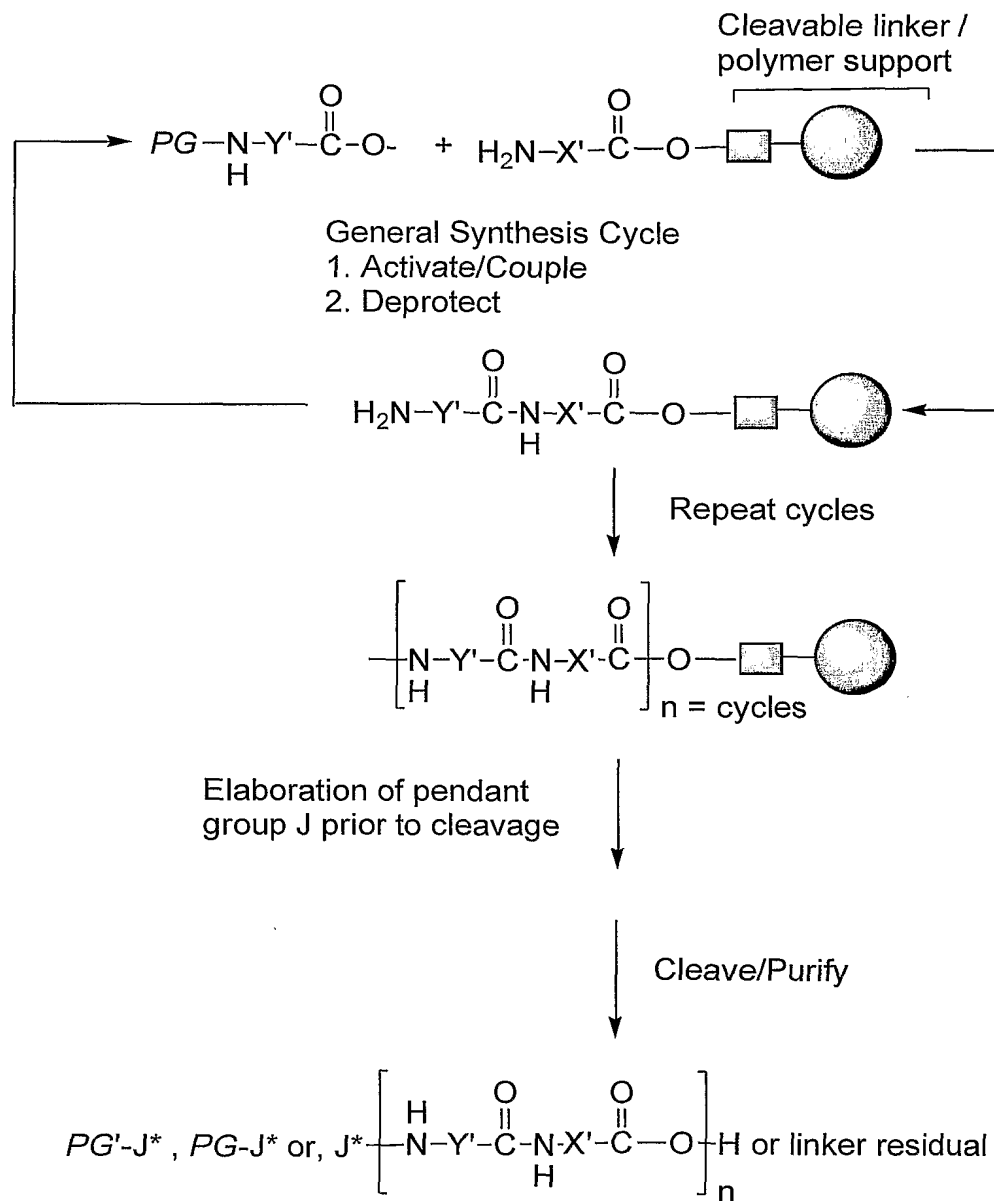 Cleavable linker /
polymer support
O
PG-N-Y'-C-O- + H2N-X'-C-O
H
General Synthesis Cycle
1. Activate/Couple
2. Deprotect
O O
H2N-Y'-C-N-X'-C-O
H
Repeat cycles
O O
N-Y'-C-N-X'-C-O
H H
n = cycles
Elaboration of pendant
group J prior to cleavage
Cleave/Purify
H O O
PG'-J* , PG-J* or, J* N-Y'-C-N-X'-C-O-H or linker residual
H
n